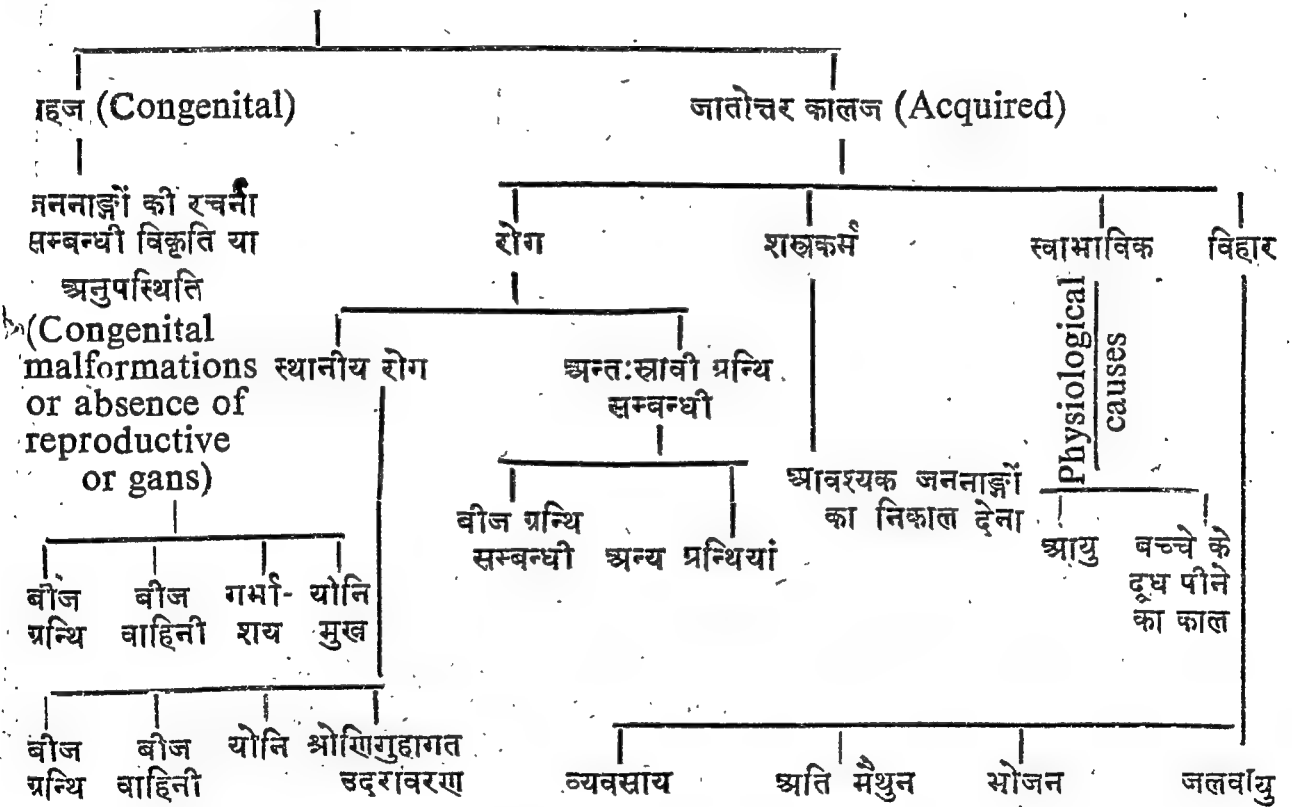 हज (Congenital)
जातोत्तर कालज (Acquired)
जननाङ्गों की रचना
सम्बन्धी विकृति या
अनुपस्थिति
(Congenital
malformations
or absence of
reproductive
or gans)
रोग
शस्त्रकर्म
स्वाभाविक
विहार
Physiological
causes
स्थानीय रोग
अन्तःस्रावी ग्रन्थि
सम्बन्धी
बीज ग्रन्थि
सम्बन्धी
अन्य ग्रन्थियां
आवश्यक जननाङ्गों
का निकाल देना
आयु
बच्चे के
दूध पीने
का काल
बीज
ग्रन्थि
बीज
वाहिनी
गर्भा-
शय
योनि
मुख
बीज
ग्रन्थि
बीज
वाहिनी
योनि
श्रोणिगुहागत
उदरावरण
व्यवसाय
अति मैथुन
भोजन
जलवायु